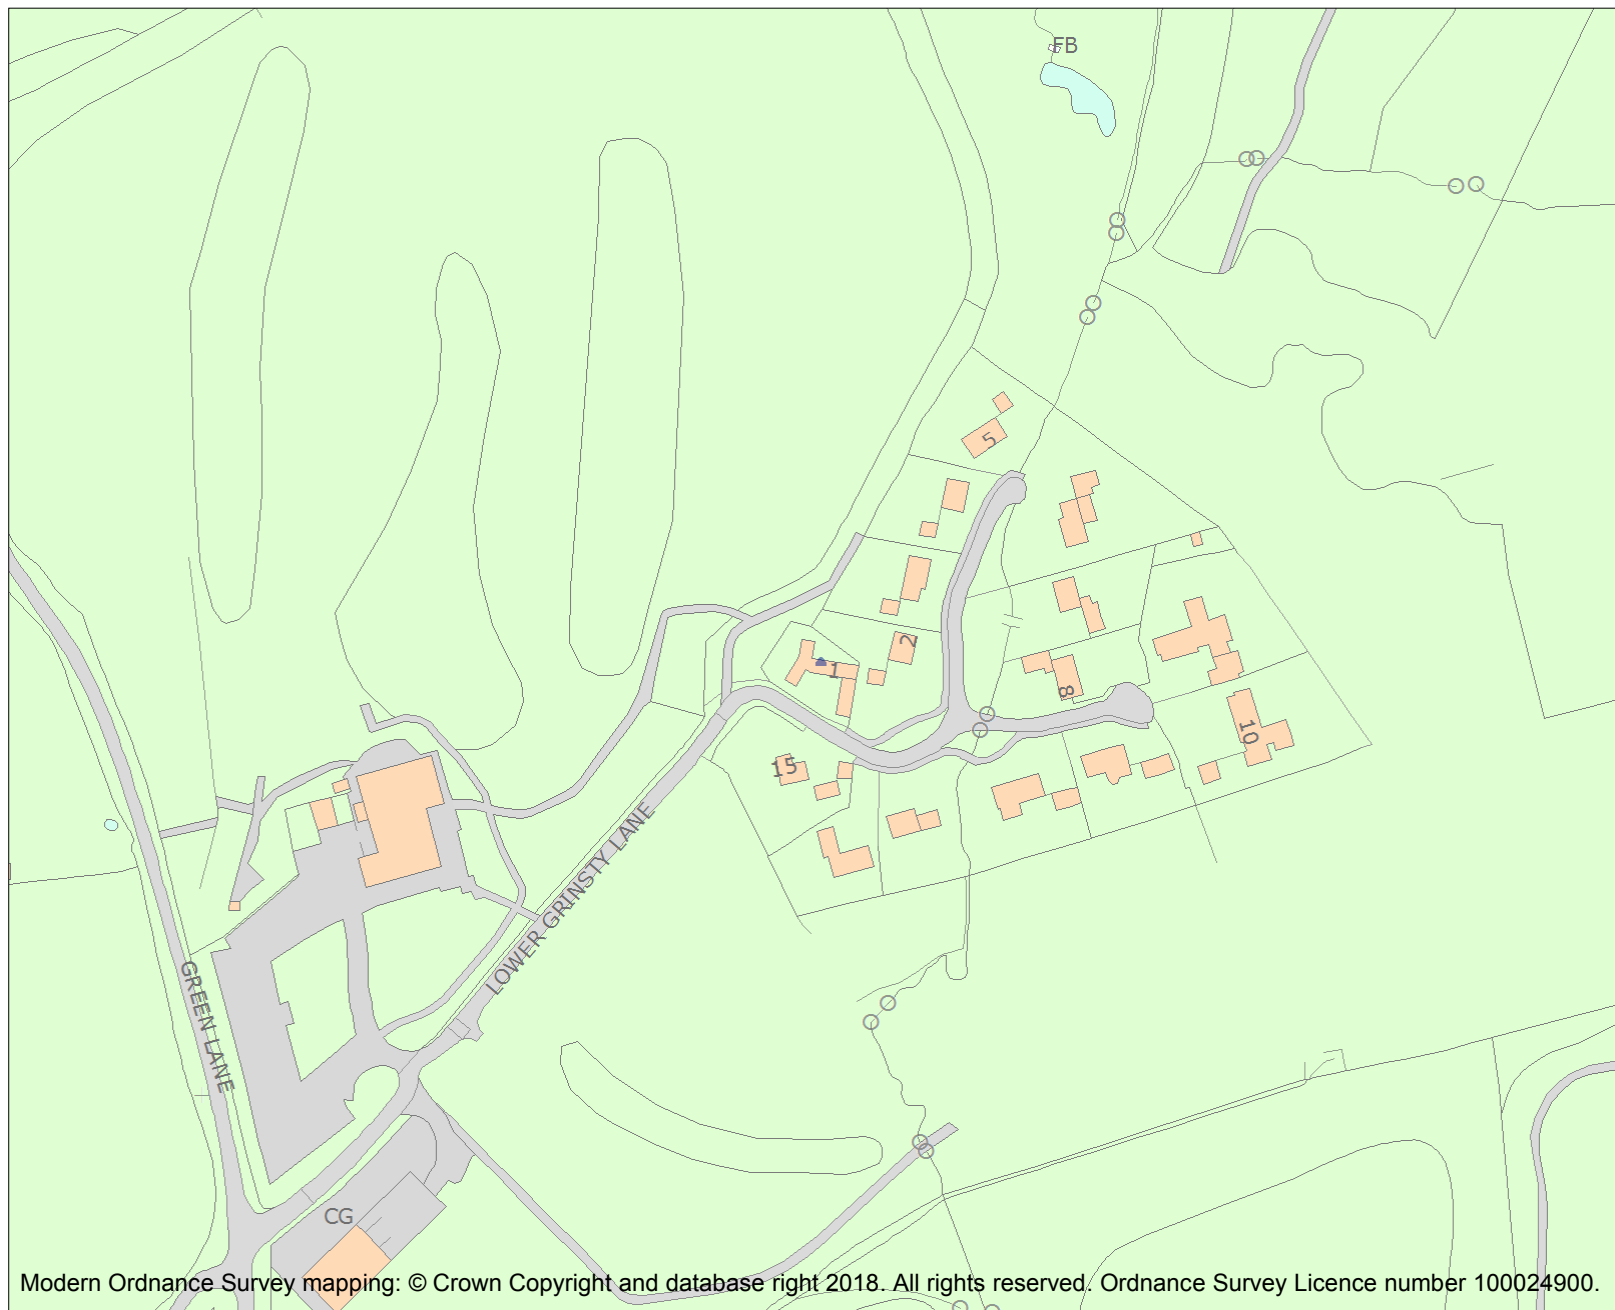 FB
5
2
1
8
10
15
LOWER GRINSTY LANE
GREEN LANE
CG
Modern Ordnance Survey mapping: © Crown Copyright and database right 2018. All rights reserved. Ordnance Survey Licence number 100024900.